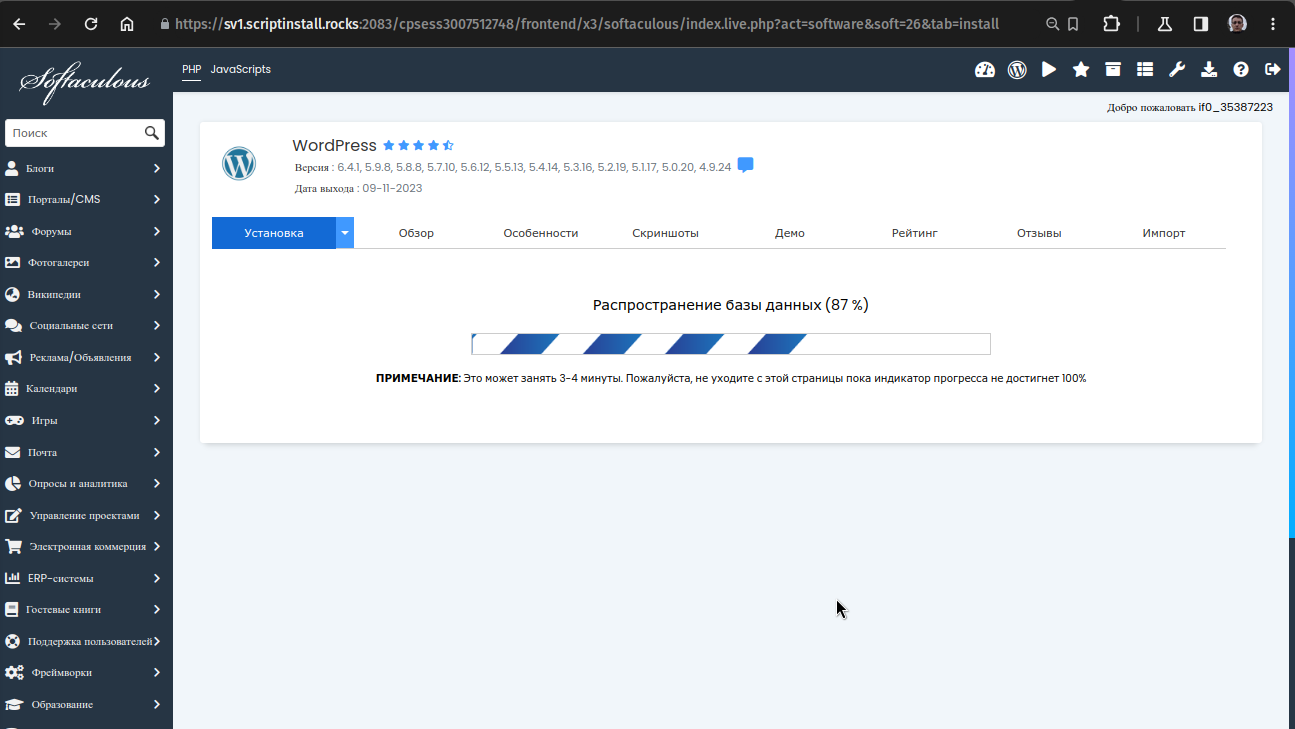 https://sv1.scriptinstall.rocks:2083/cpsess3007512748/frontend/x3/softaculous/index.live.php?act=software&soft=26&tab=install
Softaculous
PHP JavaScripts
Добро пожаловать if0_35387223
Поиск
Блоги
Порталы/CMS
Форумы
Фотогалереи
Википедии
Социальные сети
Реклама/Объявления
Календари
Игры
Почта
Опросы и аналитика
Управление проектами
Электронная коммерция
ERP-системы
Гостевые книги
Поддержка пользователей
Фреймворки
Образование
WordPress
Версия : 6.4.1, 5.9.8, 5.8.8, 5.7.10, 5.6.12, 5.5.13, 5.4.14, 5.3.16, 5.2.19, 5.1.17, 5.0.20, 4.9.24
Дата выхода : 09-11-2023
Установка Обзор Особенности Скриншоты Демо Рейтинг Отзывы Импорт
Распространение базы данных (87 %)
ПРИМЕЧАНИЕ: Это может занять 3-4 минуты. Пожалуйста, не уходите с этой страницы пока индикатор прогресса не достигнет 100%